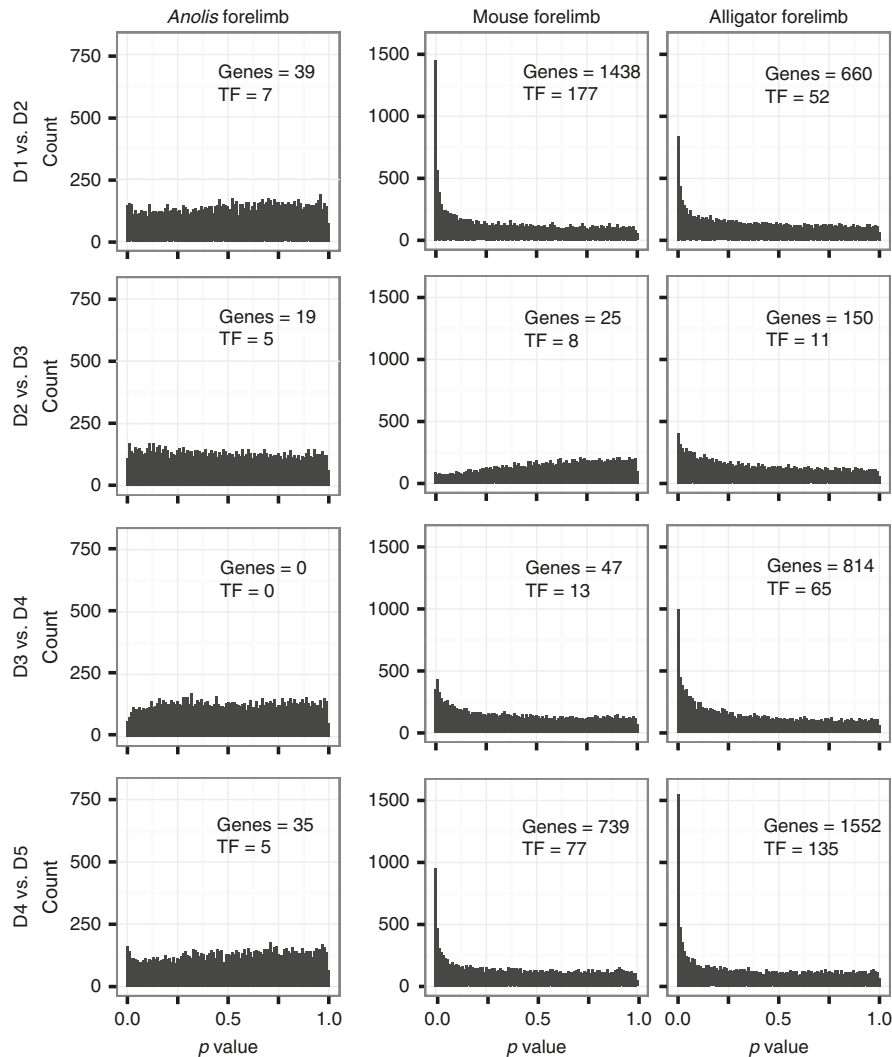 Anolis forelimb
Mouse forelimb
Alligator forelimb
D1 vs. D2
Count
750
500
250
0
Genes = 39
TF = 7
1500
1000
500
0
Genes = 1438
TF = 177
Genes = 660
TF = 52
D2 vs. D3
Count
750
500
250
0
Genes = 19
TF = 5
1500
1000
500
0
Genes = 25
TF = 8
Genes = 150
TF = 11
D3 vs. D4
Count
750
500
250
0
Genes = 0
TF = 0
1500
1000
500
0
Genes = 47
TF = 13
Genes = 814
TF = 65
D4 vs. D5
Count
750
500
250
0
Genes = 35
TF = 5
1500
1000
500
0
Genes = 739
TF = 77
Genes = 1552
TF = 135
0.0 0.5 1.0
0.0 0.5 1.0
0.0 0.5 1.0
p value
p value
p value